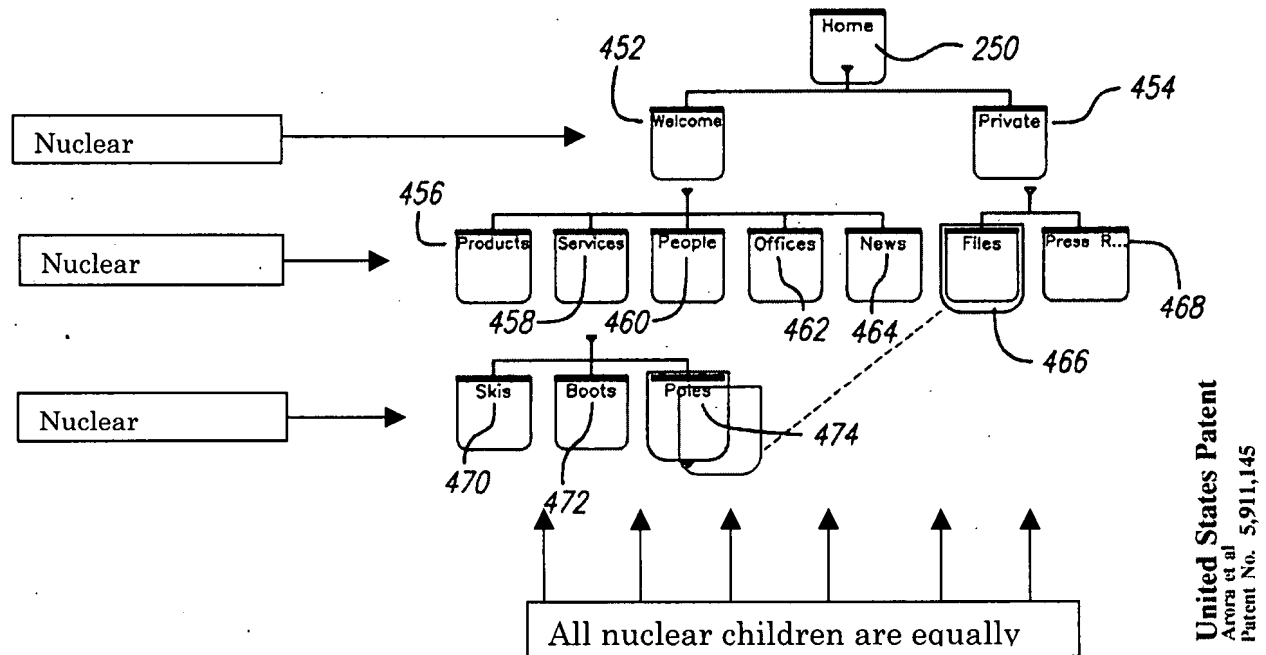 Home
250
452
454
Welcome
Private
Nuclear
456
Products
Services
People
Offices
News
Files
Press R...
Nuclear
458
460
462
464
466
468
Skis
Boots
Poles
Nuclear
470
472
474
All nuclear children are equally
United States Patent
Arora et al
Patent No. 5,911,145